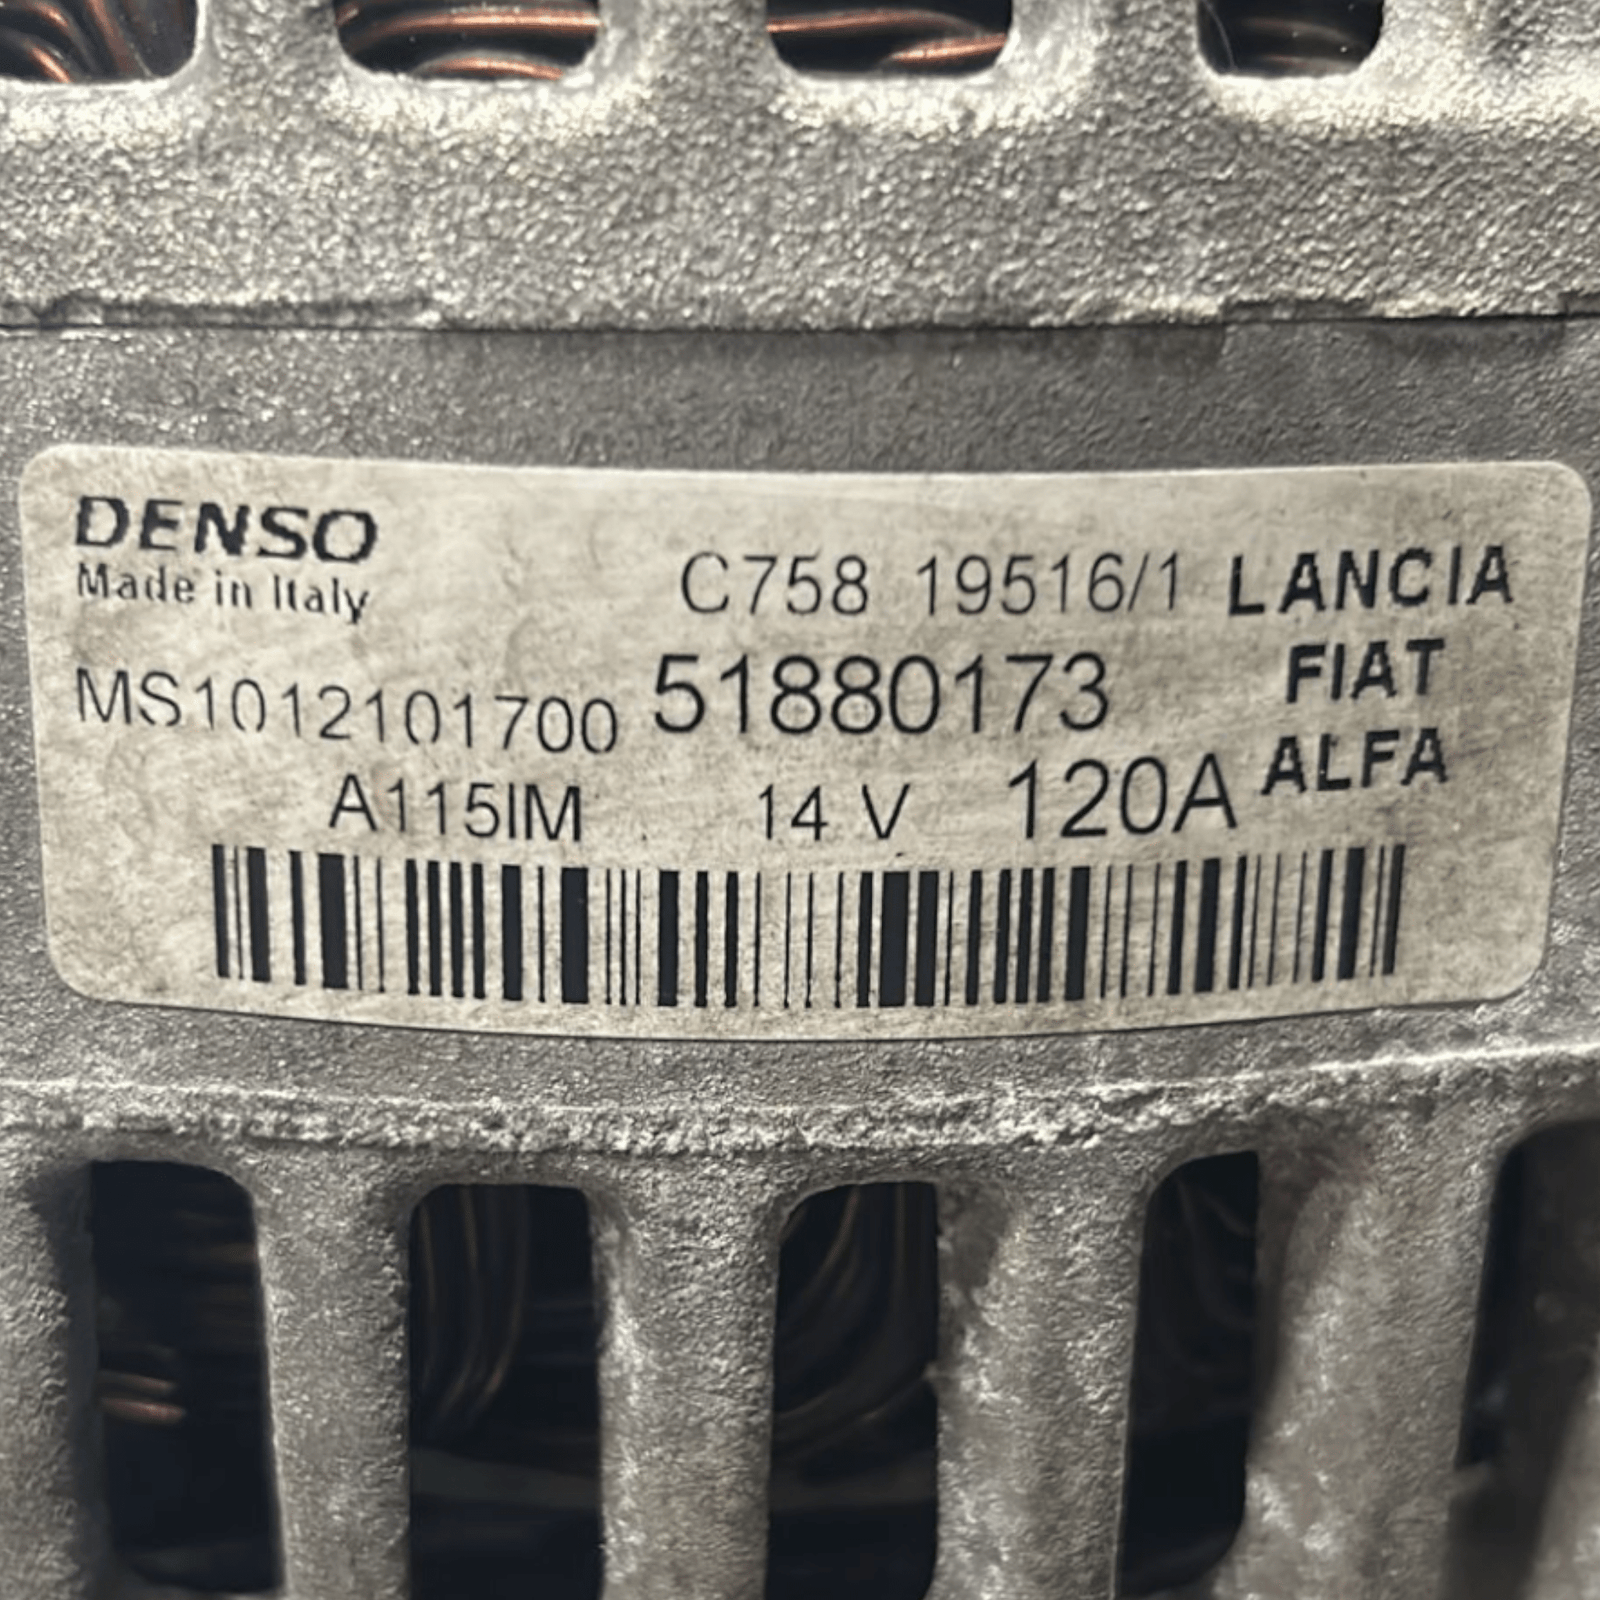 DENSO
Made in Italy
C758 19516/1 LANCIA
MS1012101700 51880173 FIAT
A115IM 14 V 120A ALFA